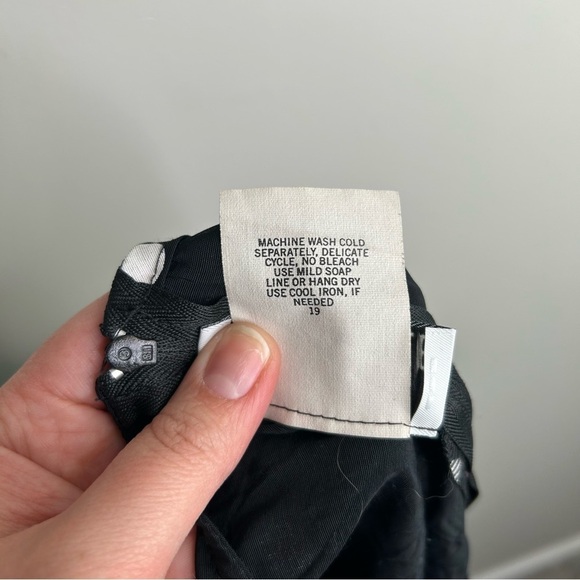 MACHINE WASH COLD
SEPARATELY, DELICATE
CYCLE, NO BLEACH
USE MILD SOAP
LINE OR HANG DRY
USE COOL IRON, IF
NEEDED
19